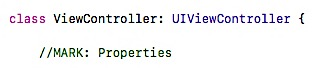 class ViewController: UIViewController {
//MARK: Properties